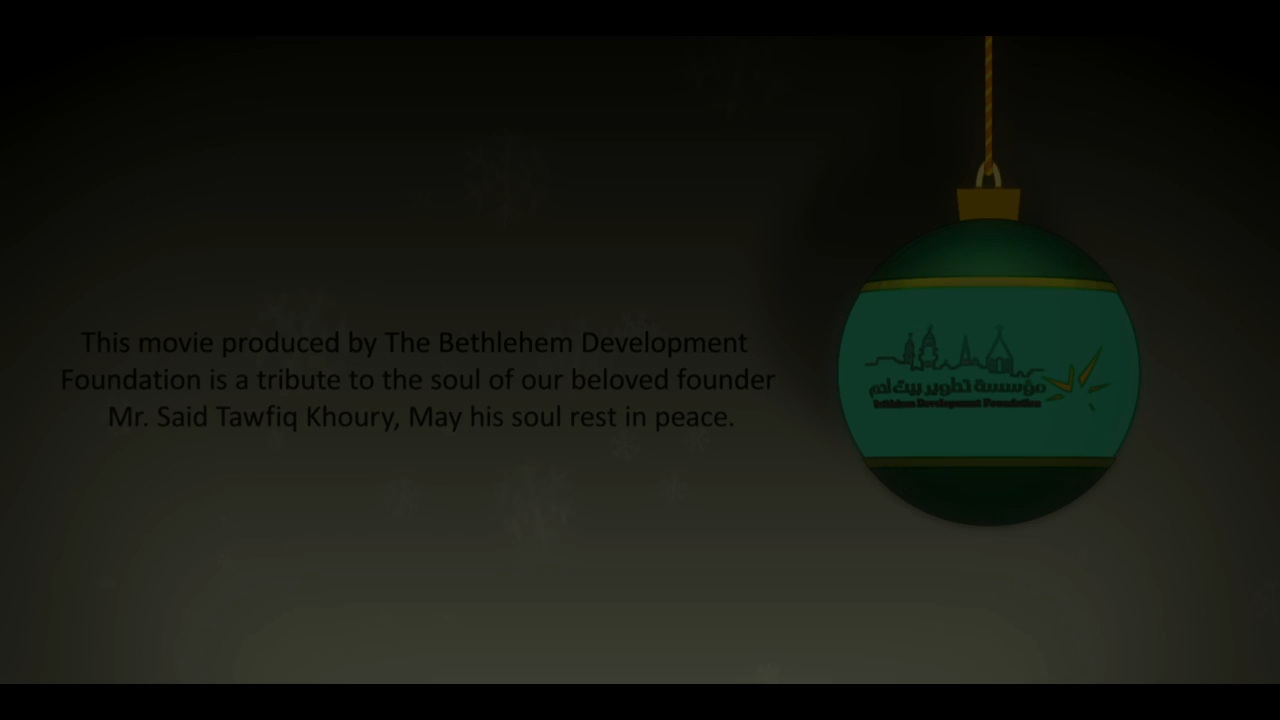 This movie produced by The Bethlehem Development
Foundation is a tribute to the soul of our beloved founder
Mr. Said Tawfiq Khoury, May his soul rest in peace.
مؤسسة تطوير بيت لحم
Bethlehem Development Foundation